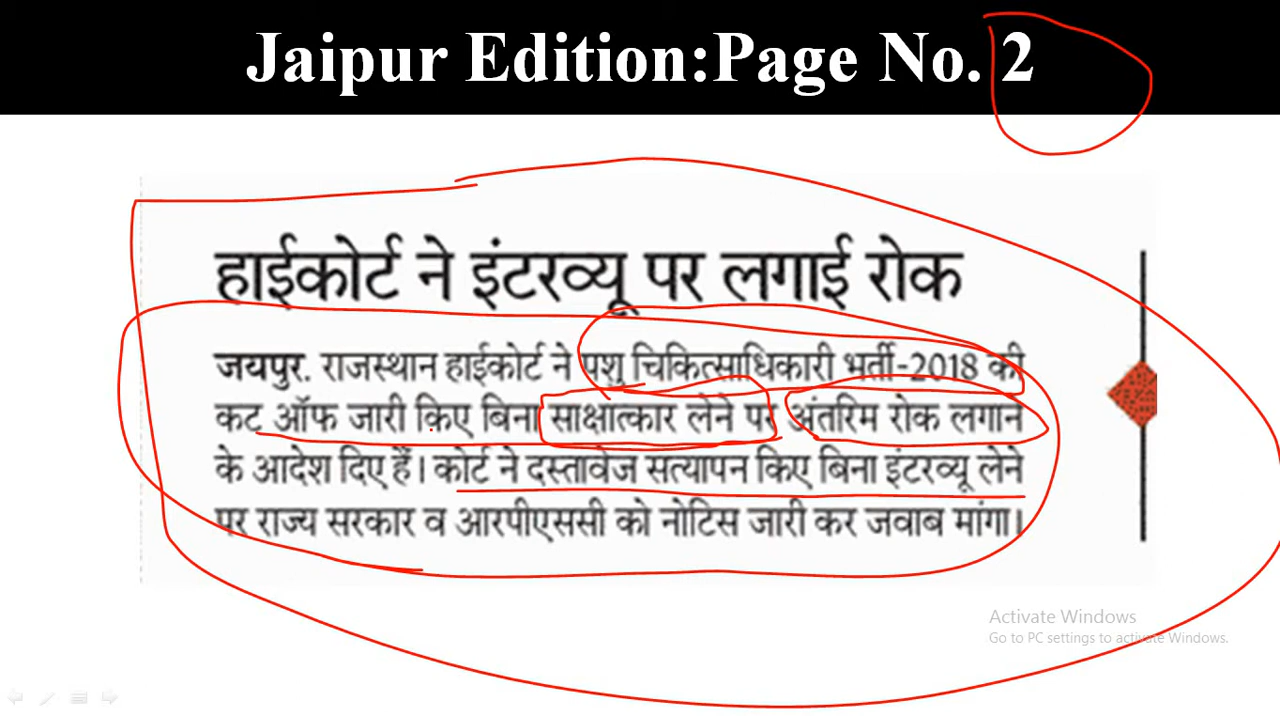 Jaipur Edition:Page No. 2
हाईकोर्ट ने इंटरव्यू पर लगाई रोक
जयपुर. राजस्थान हाईकोर्ट ने पशु चिकित्साधिकारी भर्ती-2018 की
कट ऑफ जारी किए बिना साक्षात्कार लेने पर अंतरिम रोक लगाने
के आदेश दिए हैं। कोर्ट ने दस्तावेज सत्यापन किए बिना इंटरव्यू लेने
पर राज्य सरकार व आरपीएससी को नोटिस जारी कर जवाब मांगा।
Activate Windows
Go to PC settings to activate Windows.